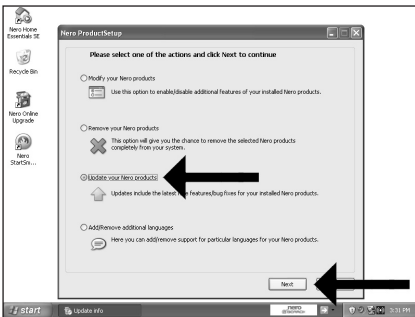 Nero Home
Essentials SE
Recycle Bin
Nero Online
Upgrade
Nero
StartSm...
Nero ProductSetup
Please select one of the actions and click Next to continue
Modify your Nero products
Use this option to enable/disable additional features of your installed Nero products.
Remove your Nero products
This option will give you the chance to remove the selected Nero products
completely from your system.
Update your Nero products
Updates include the latest features/bug fixes for your installed Nero products.
Add/Remove additional languages
Here you can add/remove support for particular languages for your Nero products.
Next
start
Update info
nero
SEARCH
3:31 PM